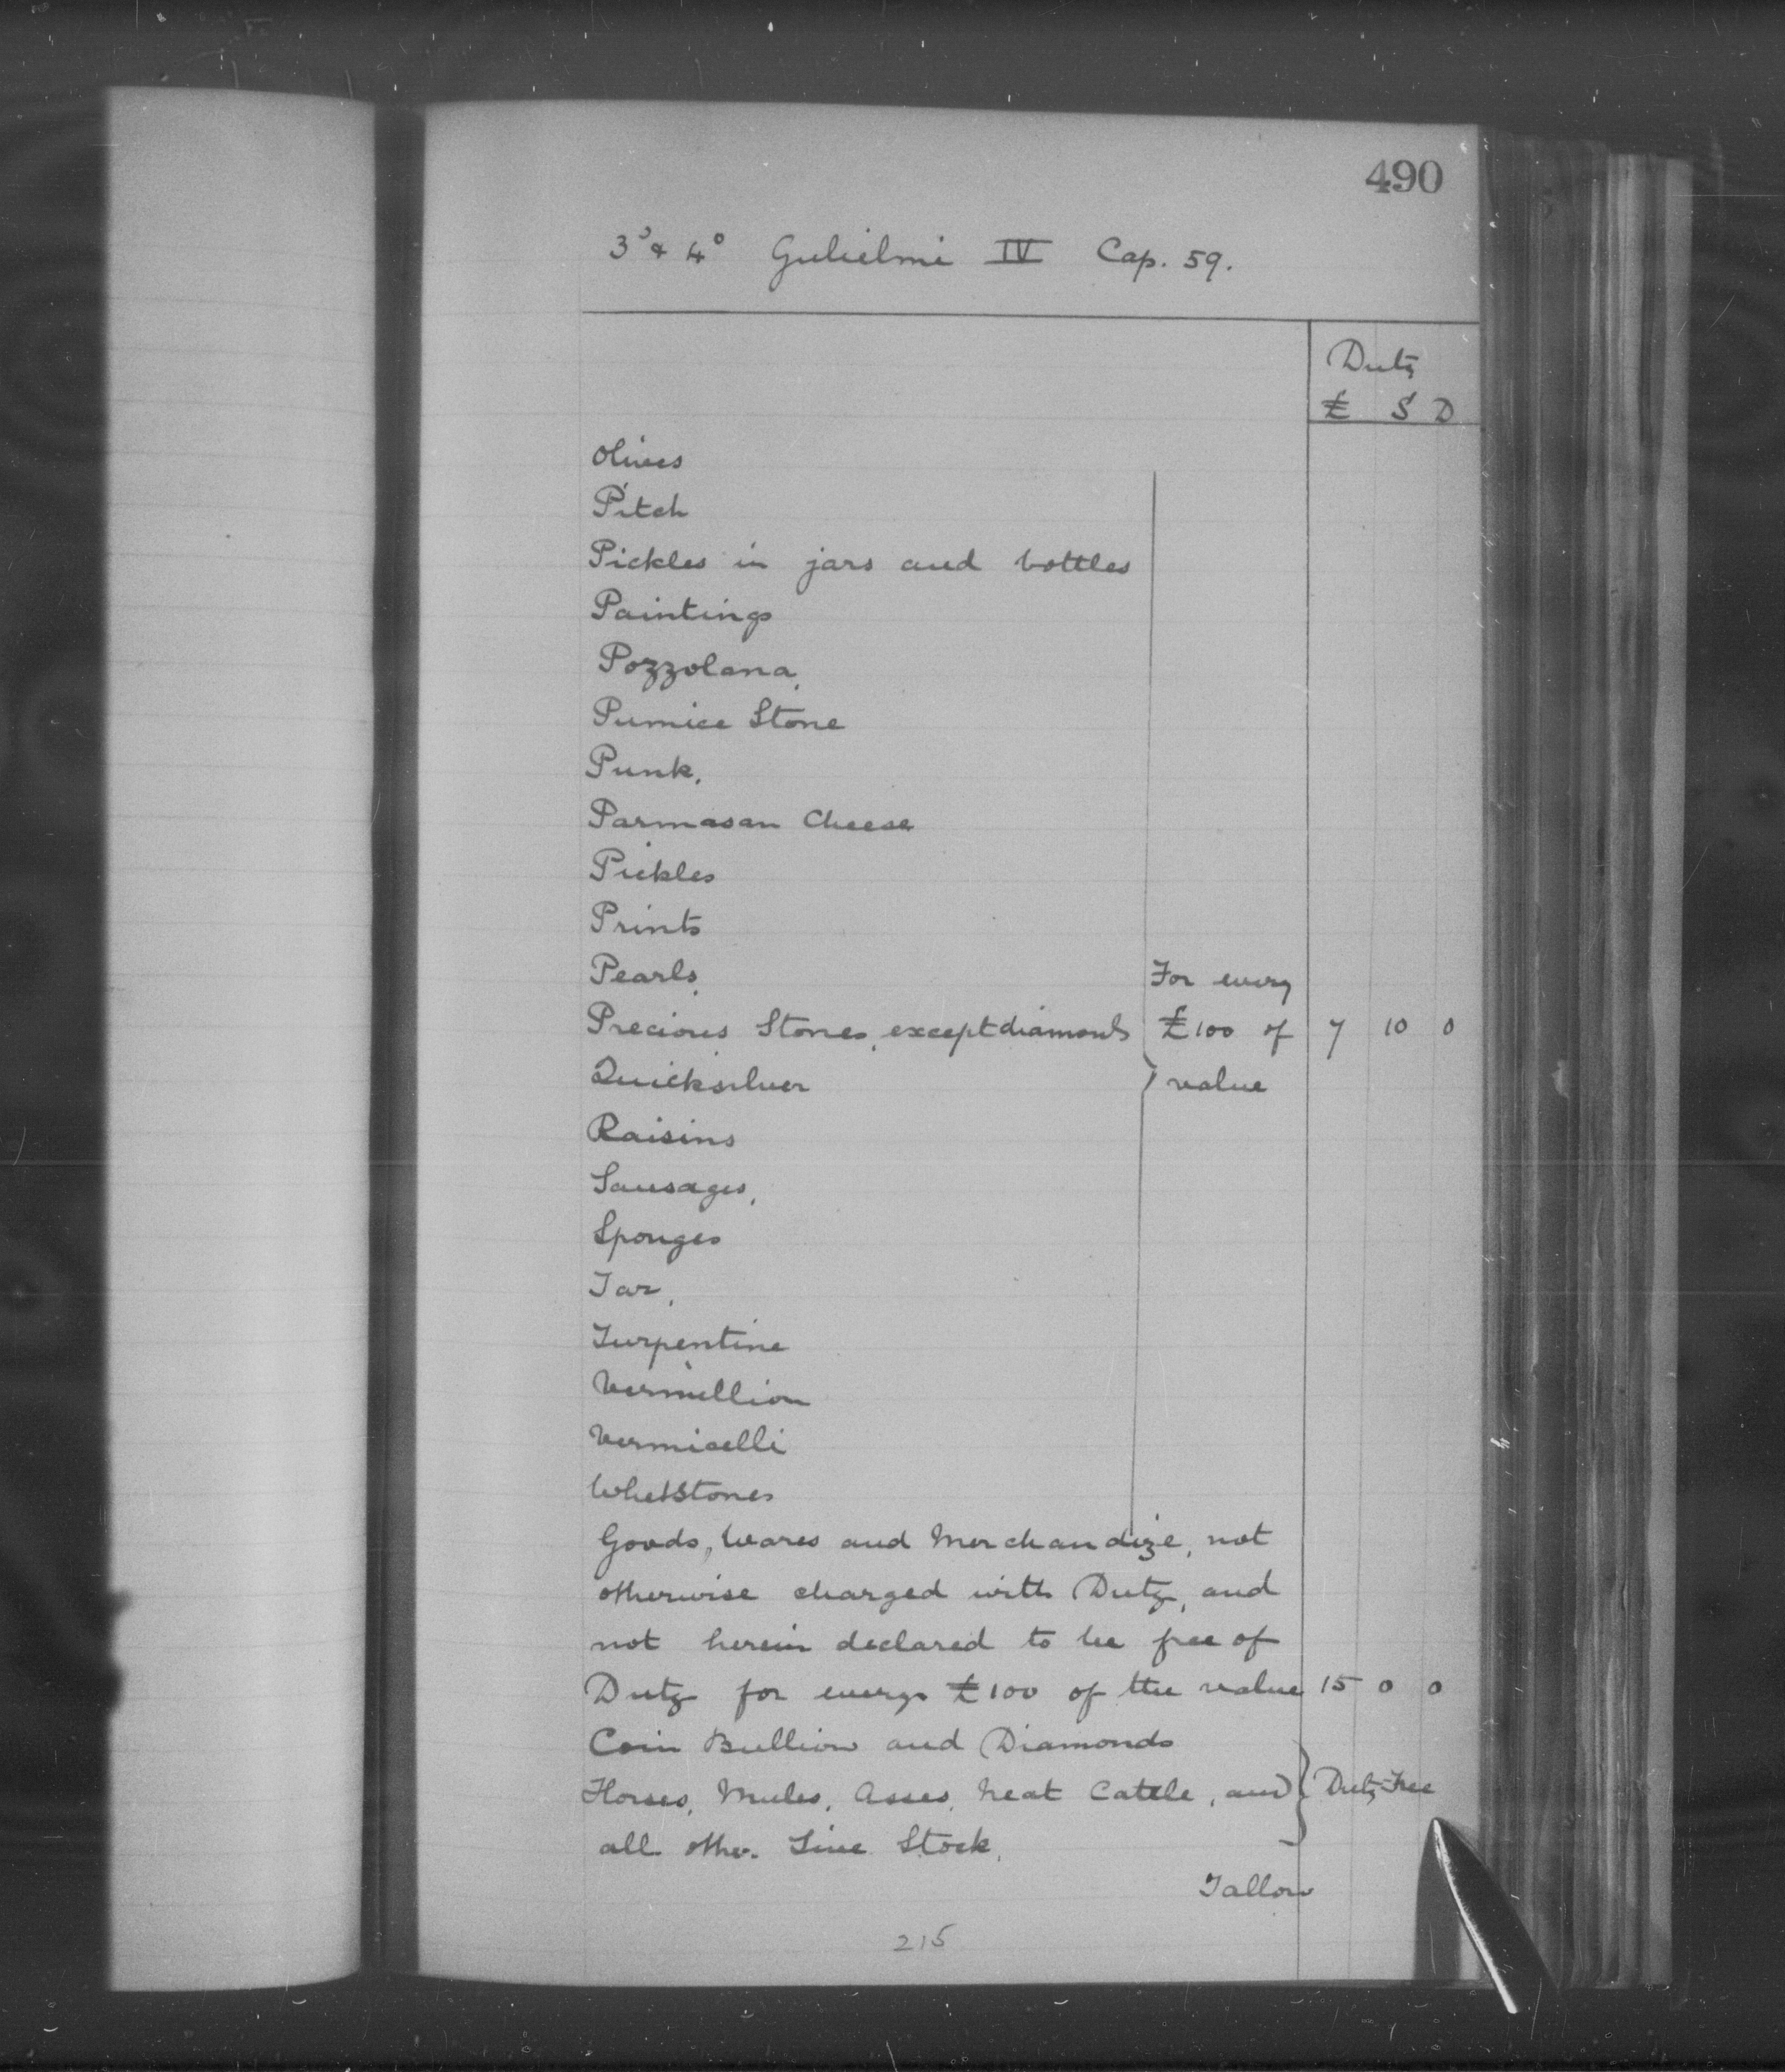 490
3° & 4° Gulielmi IV Cap. 59.
Duty
£ S D
Olives
Pitch
Pickles in jars and bottles
Paintings
Pozzolana,
Pumice Stone
Punk,
Parmasan Cheese
Pickles
Prints
Pearls, For every
Precious Stones, except diamonds £100 of 7 10 0
Quicksilver value
Raisins
Sausages,
Sponges
Tar,
Turpentine
Vermillion
Vermicelli
Whetstones
Goods, Wares and Merchandize, not
otherwise charged with Duty, and
not herein declared to be free of
Duty for every £100 of the value 15 0 0
Coin Bullion and Diamonds
Horses, Mules, Asses, Neat Cattle, and Duty Free
all other Live Stock,
Tallow
215